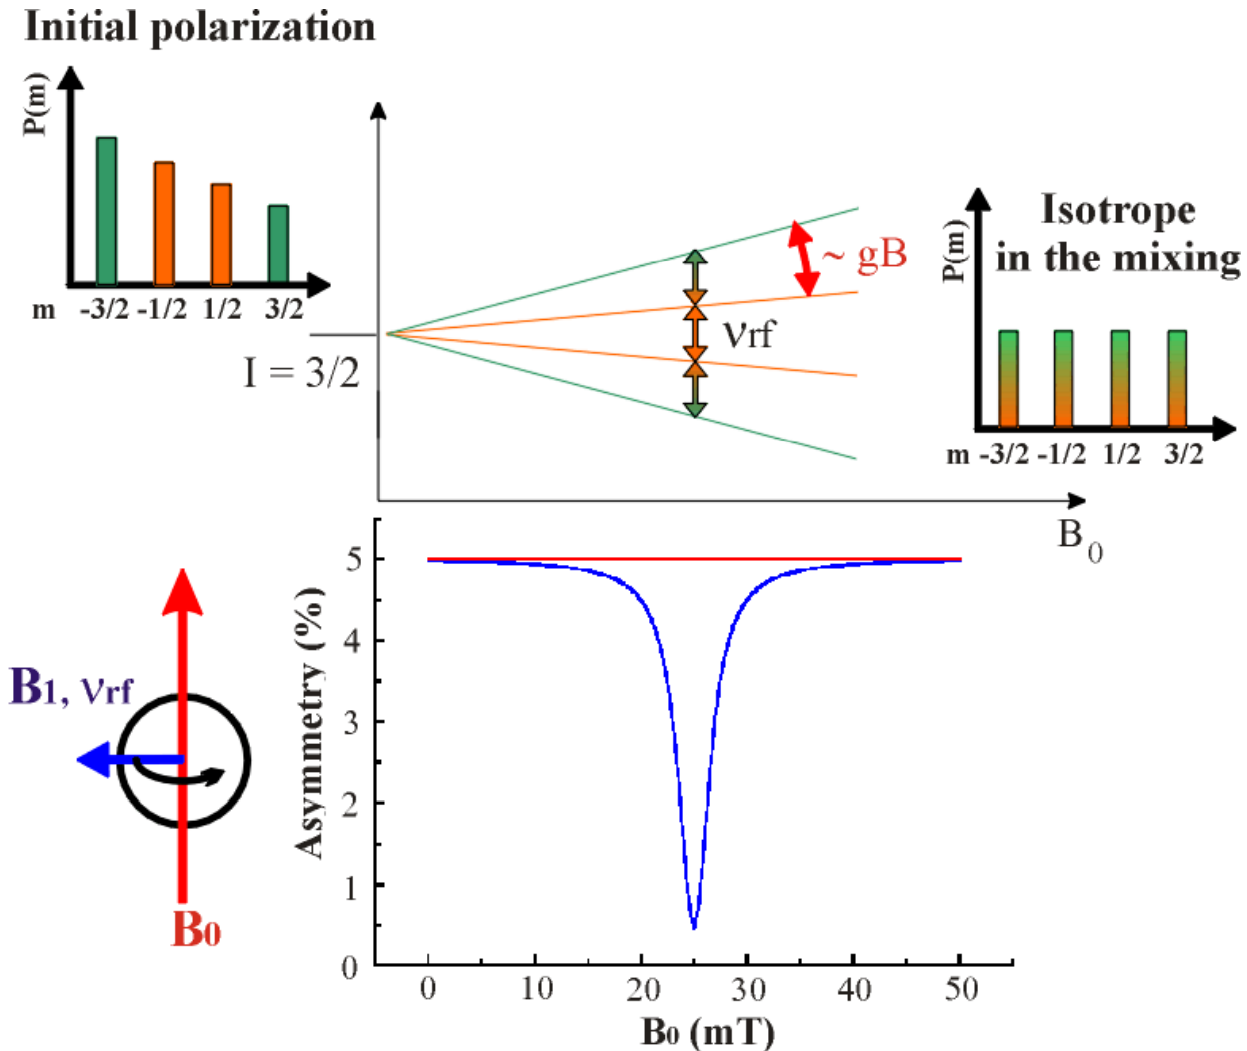 Initial polarization
P(m)
m -3/2 -1/2 1/2 3/2
I = 3/2
~ gB
νrf
Isotrope
in the mixing
P(m)
m -3/2 -1/2 1/2 3/2
B0
B1, νrf
B0
Asymmetry (%)
5
4
3
2
1
0
0 10 20 30 40 50
B0 (mT)